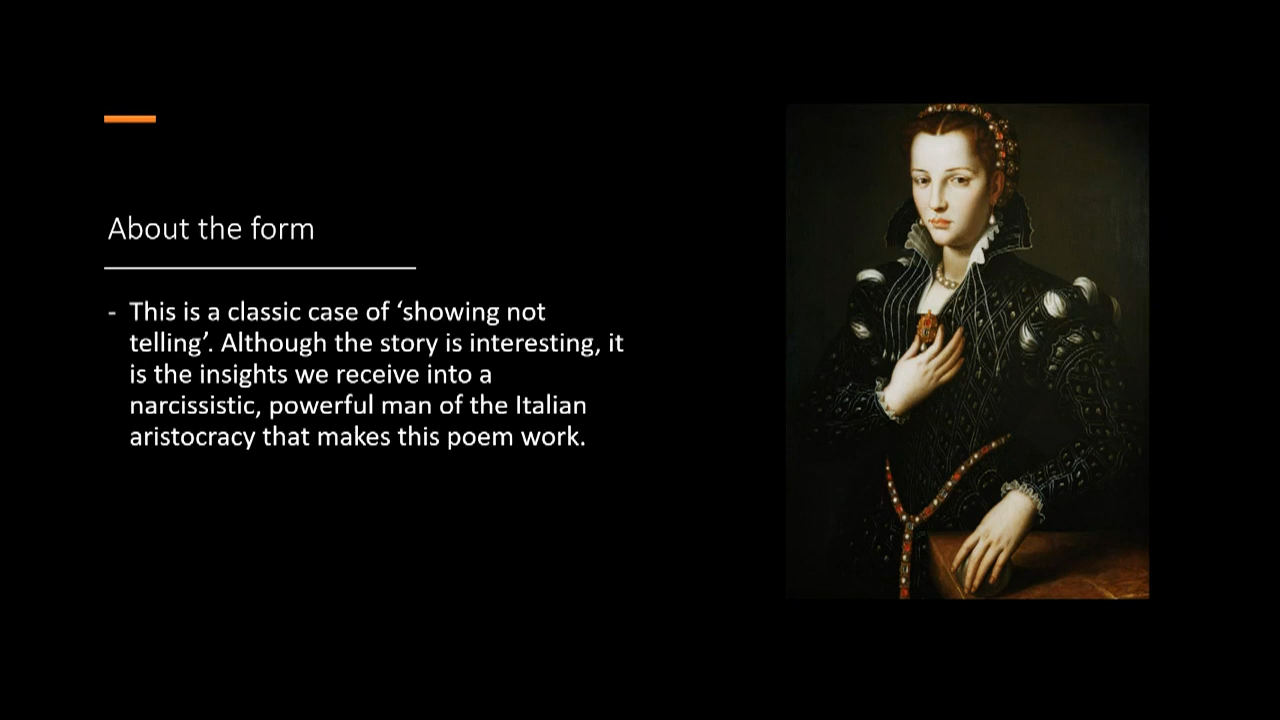 About the form
- This is a classic case of ‘showing not
telling’. Although the story is interesting, it
is the insights we receive into a
narcissistic, powerful man of the Italian
aristocracy that makes this poem work.